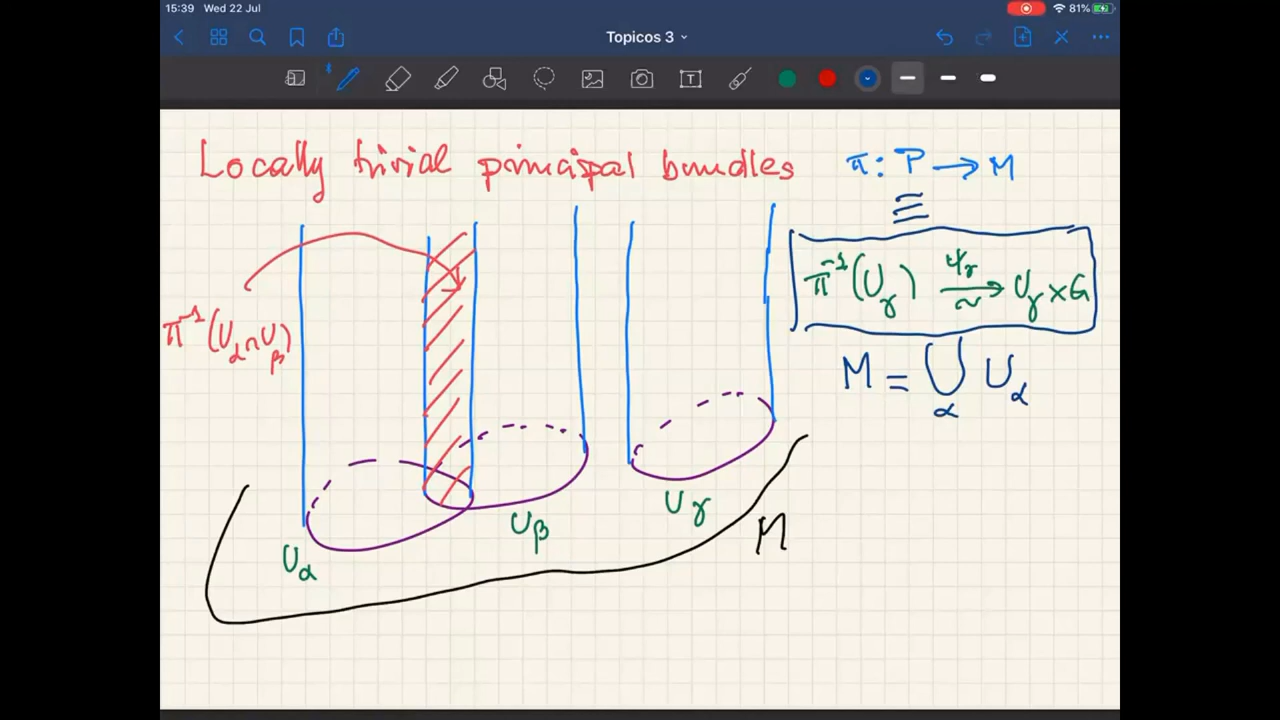 15:39 Wed 22 Jul
81%
Topicos 3
T
Locally trivial principal bundles
π: P → M
≡
π⁻¹(U_γ) ψ_γ ~→ U_γ × G
π⁻¹(U_α ∩ U_β)
M = ⋃_α U_α
U_α
U_β
U_γ
M